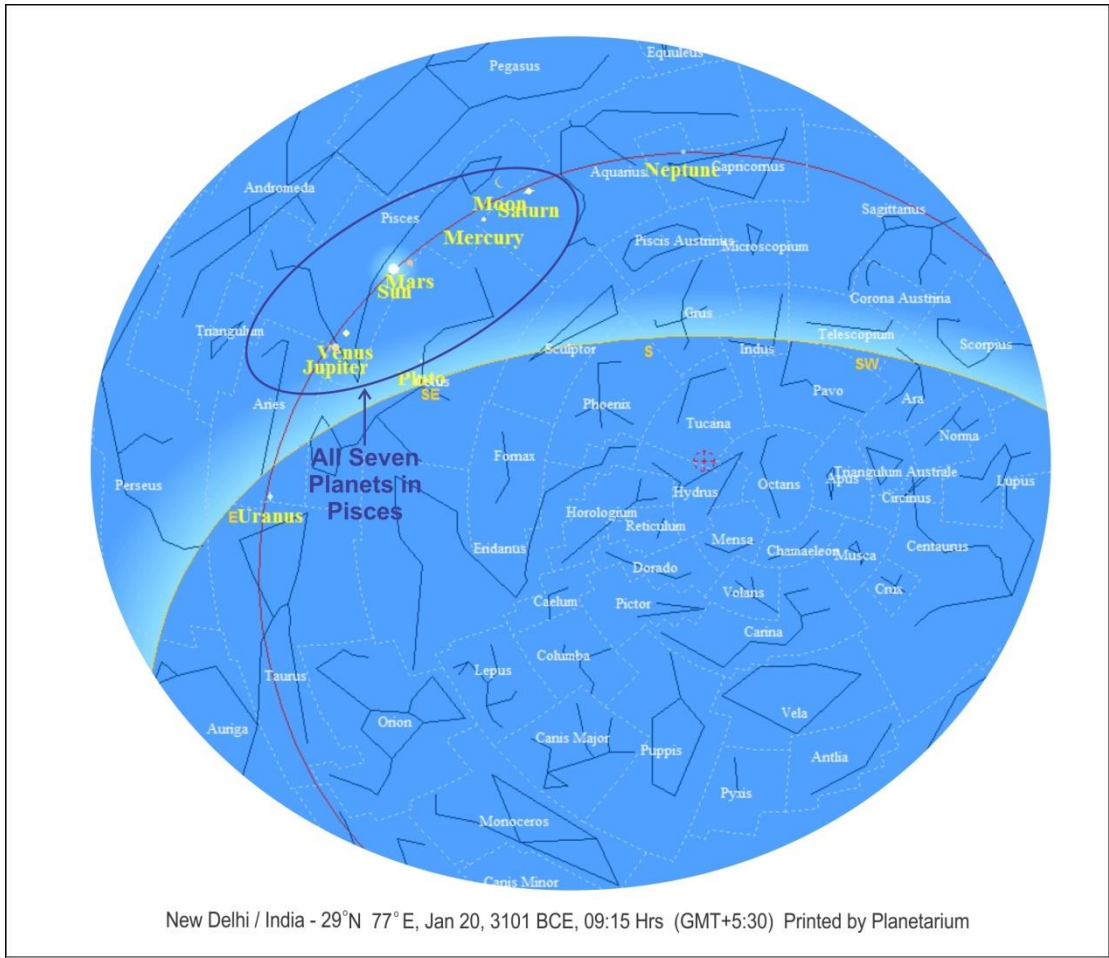 Equuleus
Pegasus
Neptune
Capricornus
Aquarius
Andromeda
Moon
Saturn
Pisces
Sagittarius
Mercury
Piscis Austrinus
Microscopium
Mars
Sun
Corona Austrina
Grus
Triangulum
Telescopium
Venus
Sculptor
S
Indus
Scorpius
Jupiter
SW
Pluto
SE
Pavo
Ara
Aries
Phoenix
Tucana
Norma
All Seven
Planets in
Pisces
Fornax
Perseus
Hydrus
Octans
Apus
Triangulum Australe
Circinus
Lupus
E
Uranus
Horologium
Reticulum
Eridanus
Mensa
Chamaeleon
Musca
Centaurus
Dorado
Caelum
Pictor
Volans
Crux
Carina
Columba
Lepus
Taurus
Auriga
Orion
Vela
Canis Major
Puppis
Antlia
Pyxis
Monoceros
Canis Minor
New Delhi / India - 29°N 77°E, Jan 20, 3101 BCE, 09:15 Hrs (GMT+5:30) Printed by Planetarium